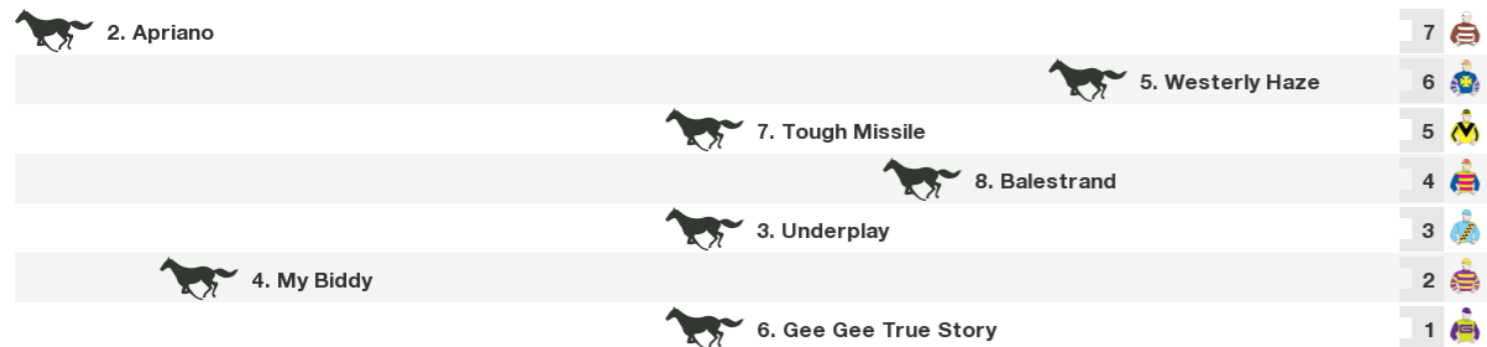 2. Apriano 7
5. Westerly Haze 6
7. Tough Missile 5
8. Balestrand 4
3. Underplay 3
4. My Biddy 2
6. Gee Gee True Story 1